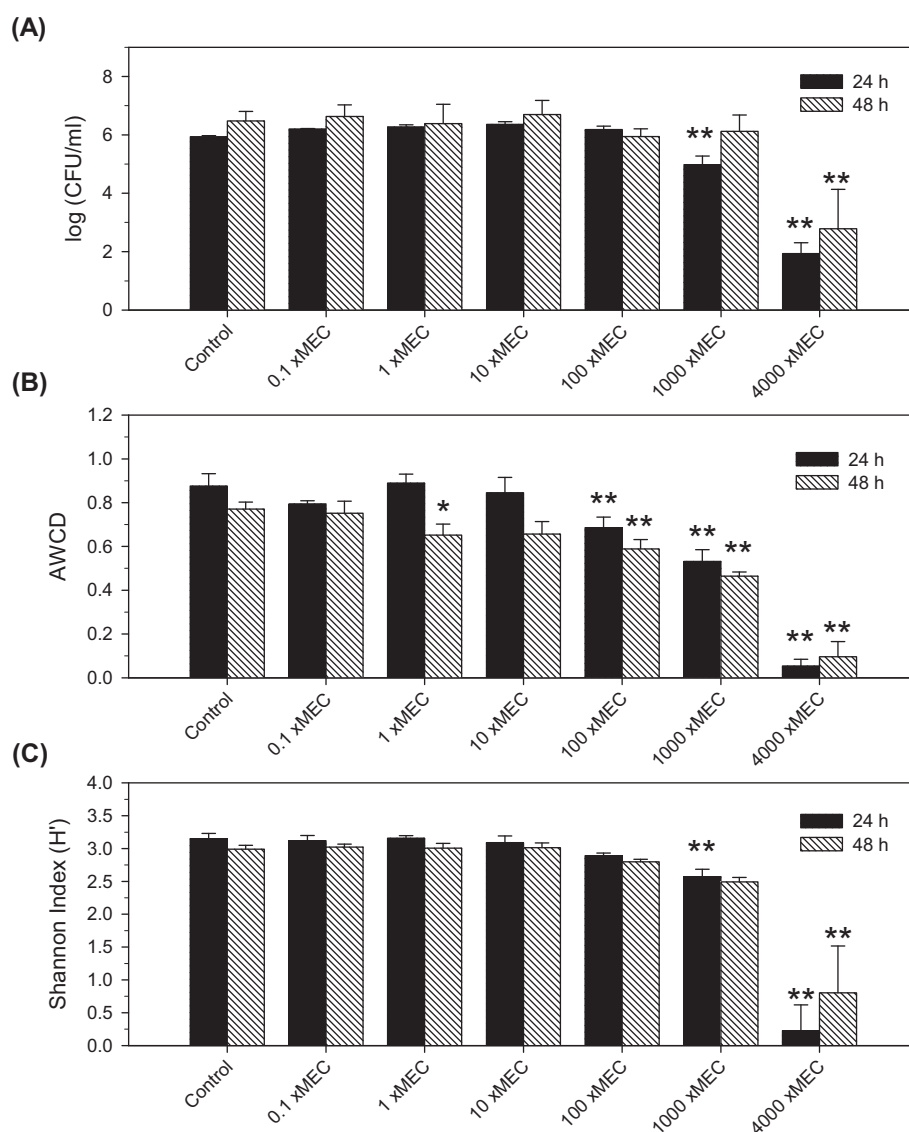 (A)
8
6
4
2
0
log (CFU/ml)
24 h
48 h
**
**
**
Control
0.1 xMEC
1 xMEC
10 xMEC
100 xMEC
1000 xMEC
4000 xMEC
(B)
1.2
1.0
0.8
0.6
0.4
0.2
0.0
AWCD
24 h
48 h
*
**
**
**
**
**
**
Control
0.1 xMEC
1 xMEC
10 xMEC
100 xMEC
1000 xMEC
4000 xMEC
(C)
4.0
3.5
3.0
2.5
2.0
1.5
1.0
0.5
0.0
Shannon Index (H')
24 h
48 h
**
**
**
Control
0.1 xMEC
1 xMEC
10 xMEC
100 xMEC
1000 xMEC
4000 xMEC